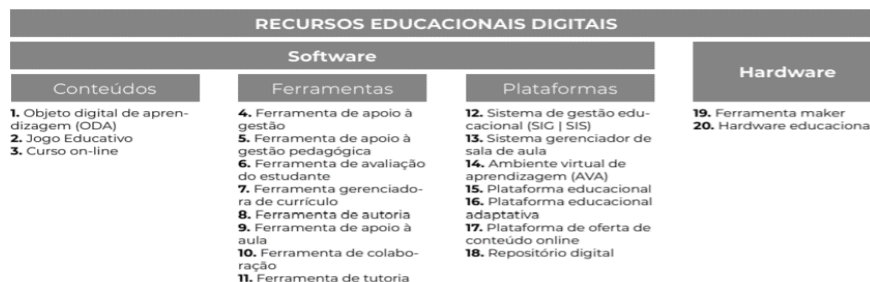 RECURSOS EDUCACIONAIS DIGITAIS
Software
Hardware
Conteúdos
Ferramentas
Plataformas
1. Objeto digital de apren-
dizagem (ODA)
2. Jogo Educativo
3. Curso on-line
4. Ferramenta de apoio à
gestão
5. Ferramenta de apoio à
gestão pedagógica
6. Ferramenta de avaliação
do estudante
7. Ferramenta gerenciado-
ra de currículo
8. Ferramenta de autoria
9. Ferramenta de apoio à
aula
10. Ferramenta de colabo-
ração
11. Ferramenta de tutoria
12. Sistema de gestão edu-
cacional (SIG | SIS)
13. Sistema gerenciador de
sala de aula
14. Ambiente virtual de
aprendizagem (AVA)
15. Plataforma educacional
16. Plataforma educacional
adaptativa
17. Plataforma de oferta de
conteúdo online
18. Repositório digital
19. Ferramenta maker
20. Hardware educaciona